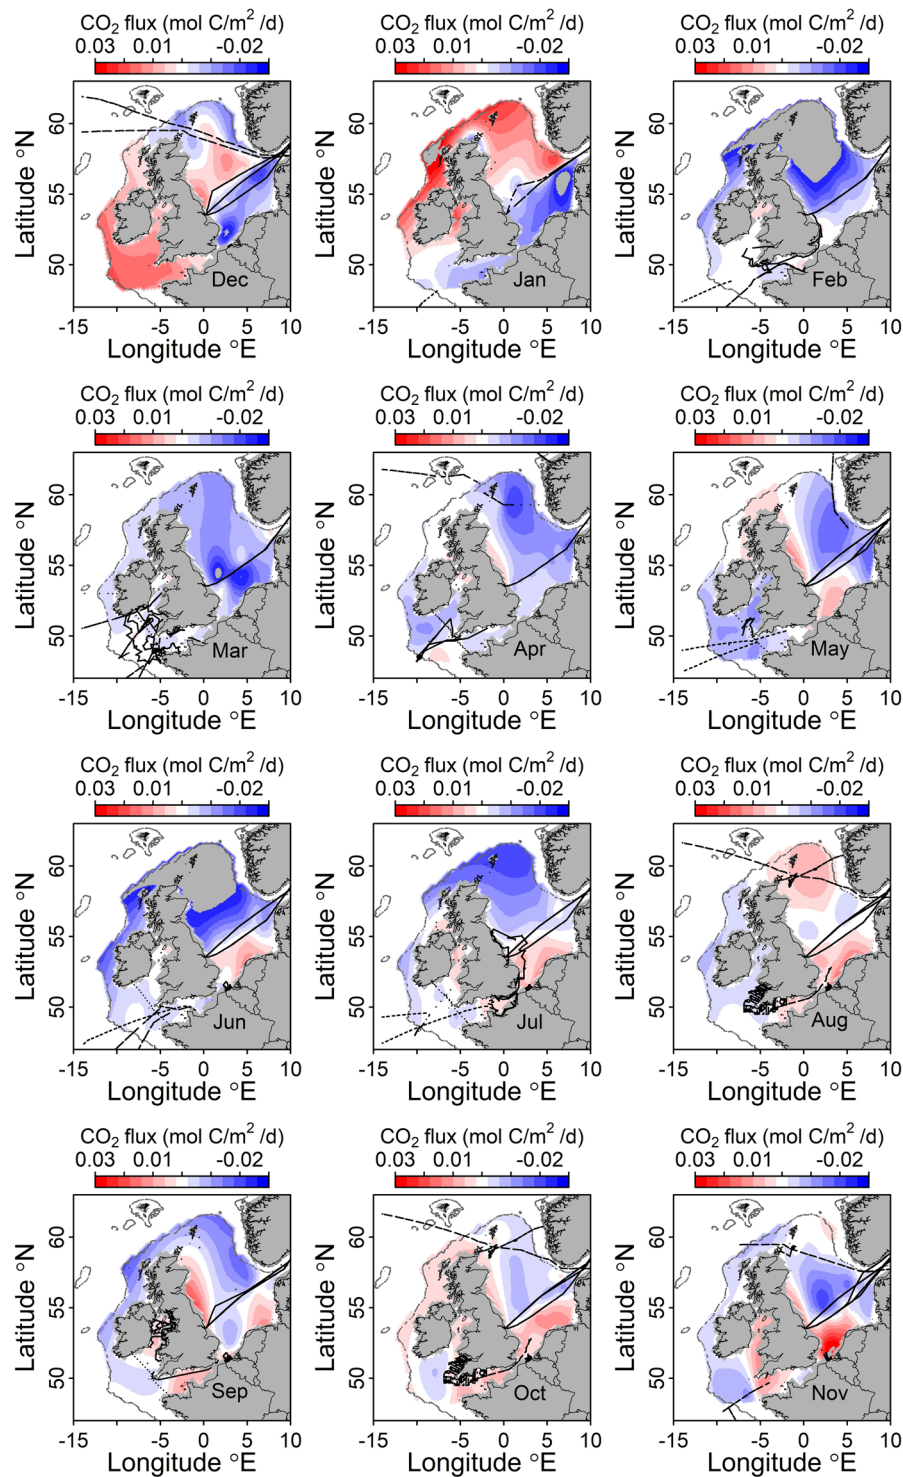 CO₂ flux (mol C/m² /d) CO₂ flux (mol C/m² /d) CO₂ flux (mol C/m² /d)
0.03 0.01 -0.02 0.03 0.01 -0.02 0.03 0.01 -0.02
Latitude °N Latitude °N Latitude °N
60 60 60
55 55 55
50 50 50
Dec Jan Feb
-15 -5 0 5 10 -15 -5 0 5 10 -15 -5 0 5 10
Longitude °E Longitude °E Longitude °E
CO₂ flux (mol C/m² /d) CO₂ flux (mol C/m² /d) CO₂ flux (mol C/m² /d)
0.03 0.01 -0.02 0.03 0.01 -0.02 0.03 0.01 -0.02
Latitude °N Latitude °N Latitude °N
60 60 60
55 55 55
50 50 50
Mar Apr May
-15 -5 0 5 10 -15 -5 0 5 10 -15 -5 0 5 10
Longitude °E Longitude °E Longitude °E
CO₂ flux (mol C/m² /d) CO₂ flux (mol C/m² /d) CO₂ flux (mol C/m² /d)
0.03 0.01 -0.02 0.03 0.01 -0.02 0.03 0.01 -0.02
Latitude °N Latitude °N Latitude °N
60 60 60
55 55 55
50 50 50
Jun Jul Aug
-15 -5 0 5 10 -15 -5 0 5 10 -15 -5 0 5 10
Longitude °E Longitude °E Longitude °E
CO₂ flux (mol C/m² /d) CO₂ flux (mol C/m² /d) CO₂ flux (mol C/m² /d)
0.03 0.01 -0.02 0.03 0.01 -0.02 0.03 0.01 -0.02
Latitude °N Latitude °N Latitude °N
60 60 60
55 55 55
50 50 50
Sep Oct Nov
-15 -5 0 5 10 -15 -5 0 5 10 -15 -5 0 5 10
Longitude °E Longitude °E Longitude °E